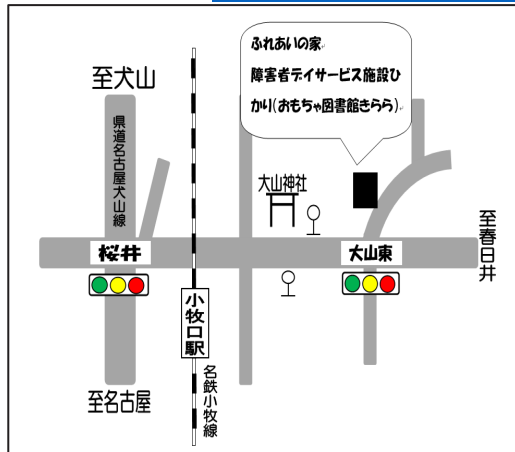 ふれあいの家
障害者デイサービス施設ひ
かり(おもちゃ図書館きらら)
至犬山
県道名古屋犬山線
大山神社
至春日井
桜井
大山東
小牧口駅
名鉄小牧線
至名古屋